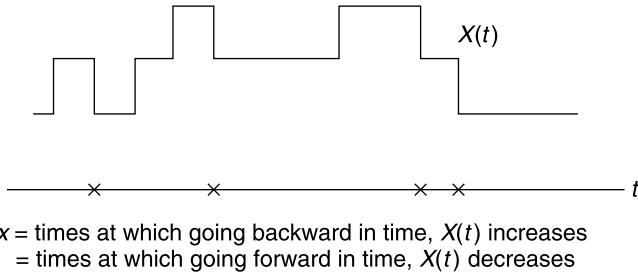 X(t)
t
x = times at which going backward in time, X(t) increases
= times at which going forward in time, X(t) decreases